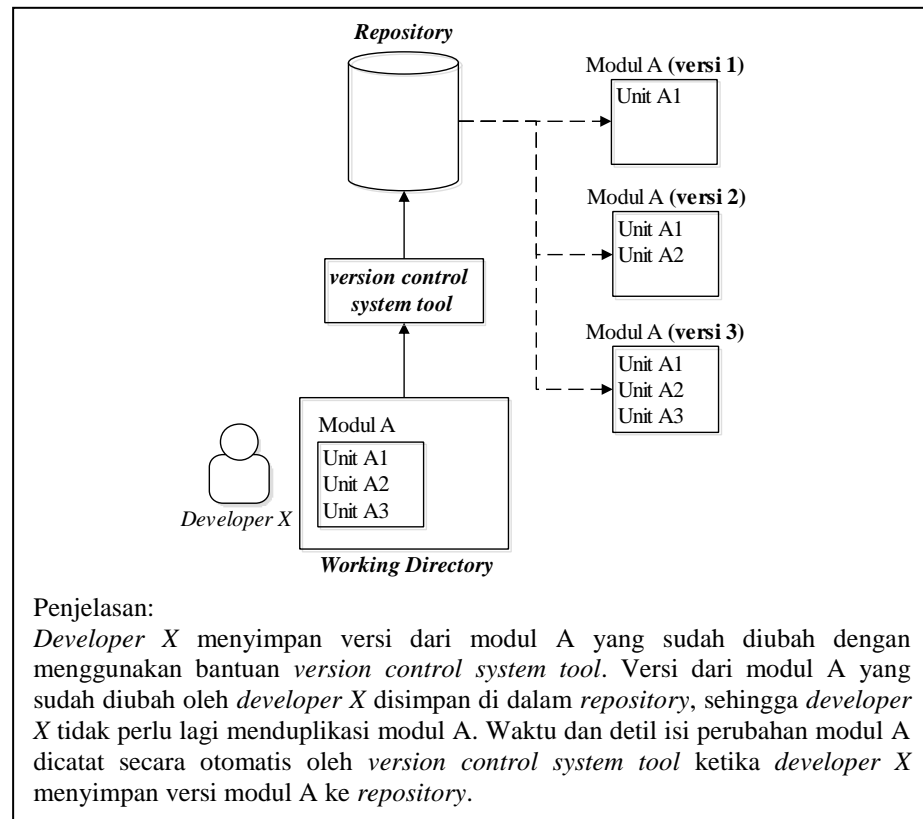 Repository
Modul A (versi 1)
Unit A1
Modul A (versi 2)
Unit A1
Unit A2
version control
system tool
Modul A (versi 3)
Unit A1
Unit A2
Unit A3
Modul A
Unit A1
Unit A2
Unit A3
Developer X
Working Directory
Penjelasan:
Developer X menyimpan versi dari modul A yang sudah diubah dengan
menggunakan bantuan version control system tool. Versi dari modul A yang
sudah diubah oleh developer X disimpan di dalam repository, sehingga developer
X tidak perlu lagi menduplikasi modul A. Waktu dan detil isi perubahan modul A
dicatat secara otomatis oleh version control system tool ketika developer X
menyimpan versi modul A ke repository.